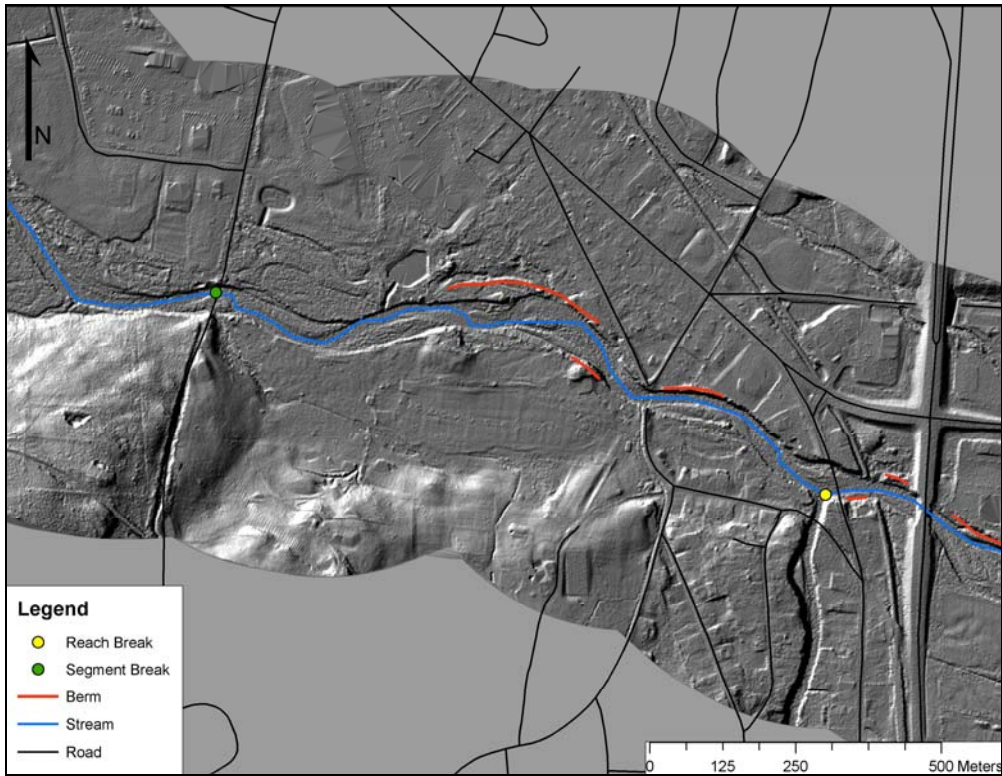 N
Legend
Reach Break
Segment Break
Berm
Stream
Road
0 125 250 500 Meters